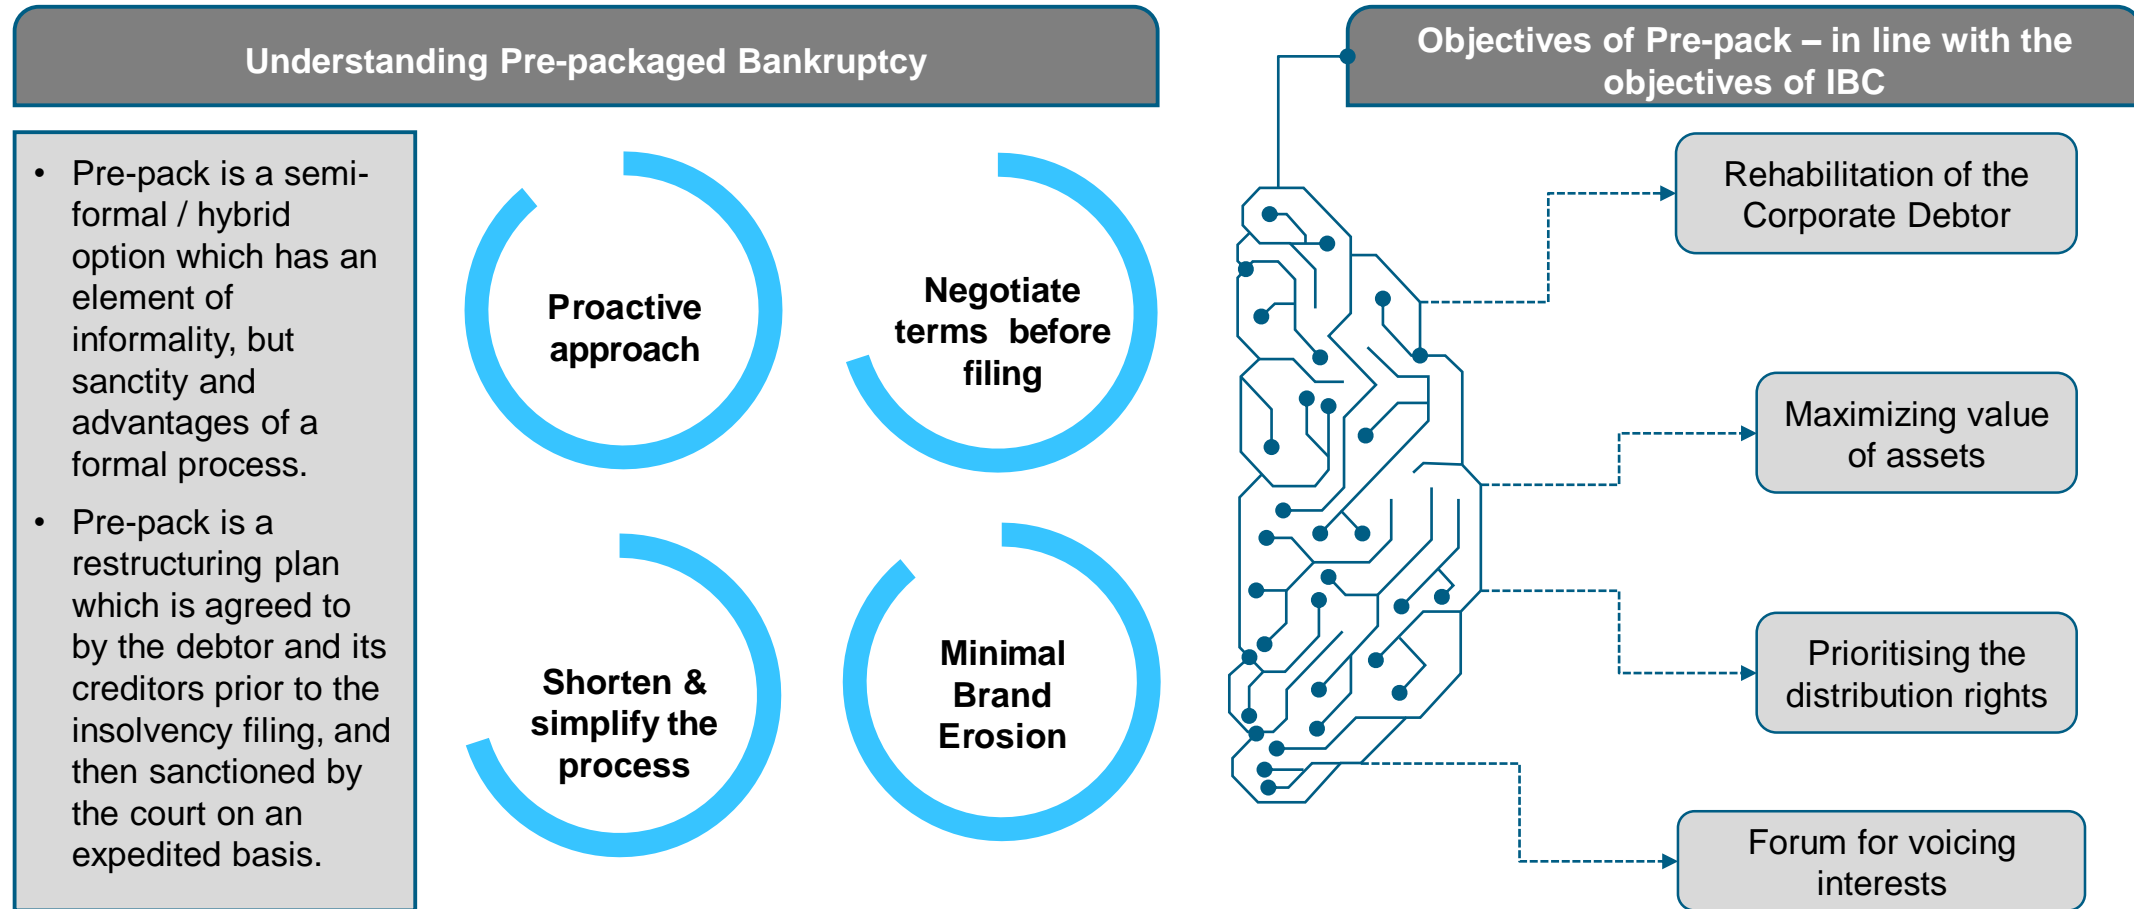 Understanding Pre-packaged Bankruptcy
• Pre-pack is a semi-
formal / hybrid
option which has an
element of
informality, but
sanctity and
advantages of a
formal process.
• Pre-pack is a
restructuring plan
which is agreed to
by the debtor and its
creditors prior to the
insolvency filing, and
then sanctioned by
the court on an
expedited basis.
Proactive
approach
Negotiate
terms before
filing
Shorten &
simplify the
process
Minimal
Brand
Erosion
Objectives of Pre-pack – in line with the
objectives of IBC
Rehabilitation of the
Corporate Debtor
Maximizing value
of assets
Prioritising the
distribution rights
Forum for voicing
interests